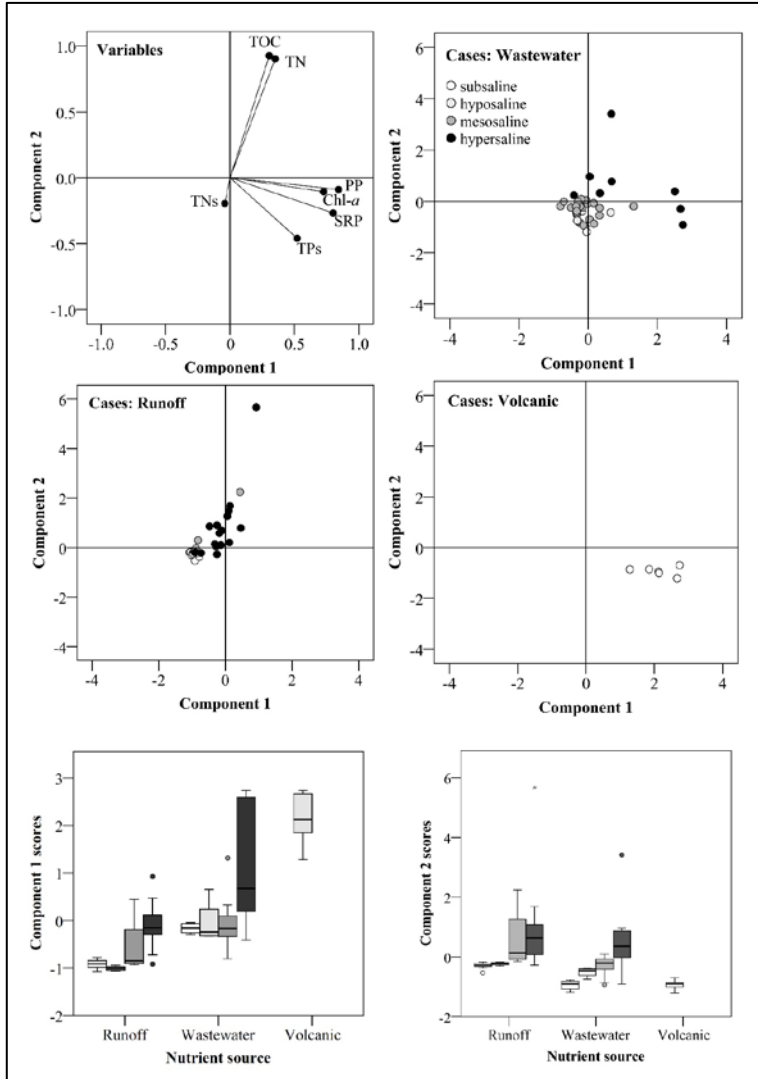 Variables
TOC
TN
PP
Chl-a
SRP
TNs
TPs
1.0
0.5
0.0
-0.5
-1.0
-1.0
-0.5
0
0.5
1.0
Component 2
Component 1
Cases: Wastewater
subsaline
hyposaline
mesosaline
hypersaline
6
4
2
0
-2
-4
-4
-2
0
2
4
Component 2
Component 1
Cases: Runoff
6
4
2
0
-2
-4
-4
-2
0
2
4
Component 2
Component 1
Cases: Volcanic
6
4
2
0
-2
-4
-4
-2
0
2
4
Component 2
Component 1
3
2
1
-0
-1
-2
Component 1 scores
Runoff
Wastewater
Volcanic
Nutrient source
6
4
2
0
-2
Component 2 scores
Runoff
Wastewater
Volcanic
Nutrient source